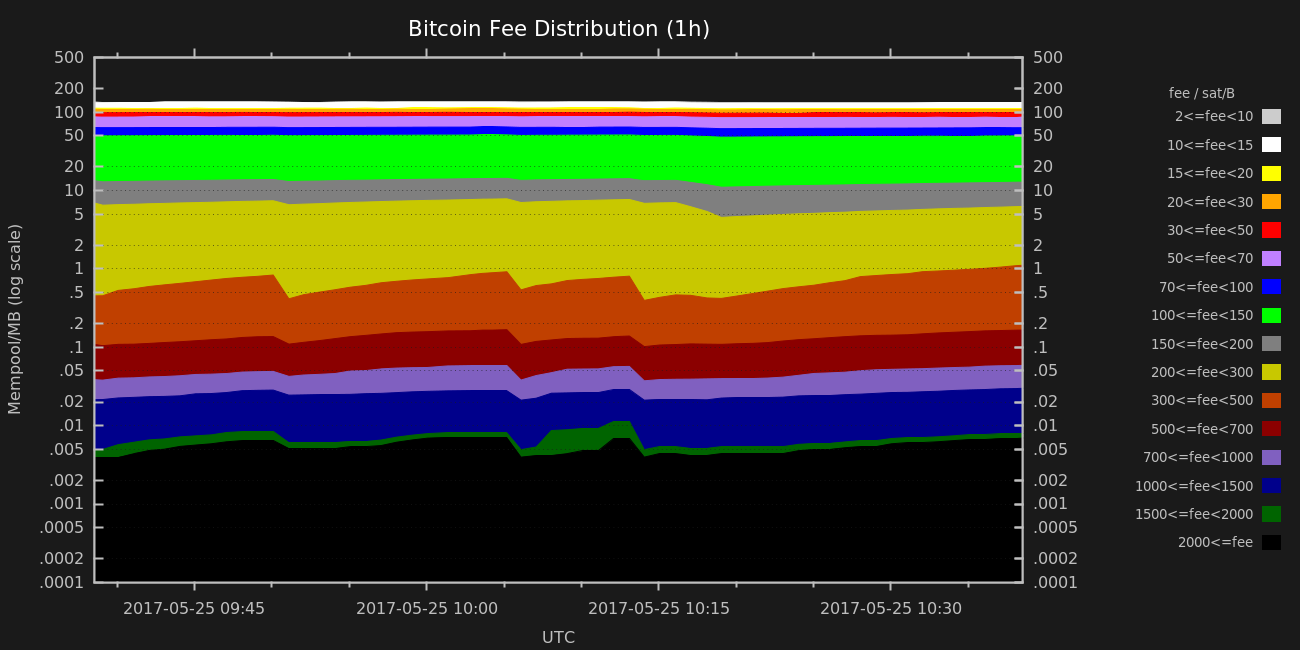 Bitcoin Fee Distribution (1h)
500 500
200 200
100 100
50 50
20 20
10 10
5 5
2 2
1 1
.5 .5
.2 .2
.1 .1
.05 .05
.02 .02
.01 .01
.005 .005
.002 .002
.001 .001
.0005 .0005
.0002 .0002
.0001 .0001
Mempool/MB (log scale)
2017-05-25 09:45 2017-05-25 10:00 2017-05-25 10:15 2017-05-25 10:30
UTC
fee / sat/B
2<=fee<10
10<=fee<15
15<=fee<20
20<=fee<30
30<=fee<50
50<=fee<70
70<=fee<100
100<=fee<150
150<=fee<200
200<=fee<300
300<=fee<500
500<=fee<700
700<=fee<1000
1000<=fee<1500
1500<=fee<2000
2000<=fee